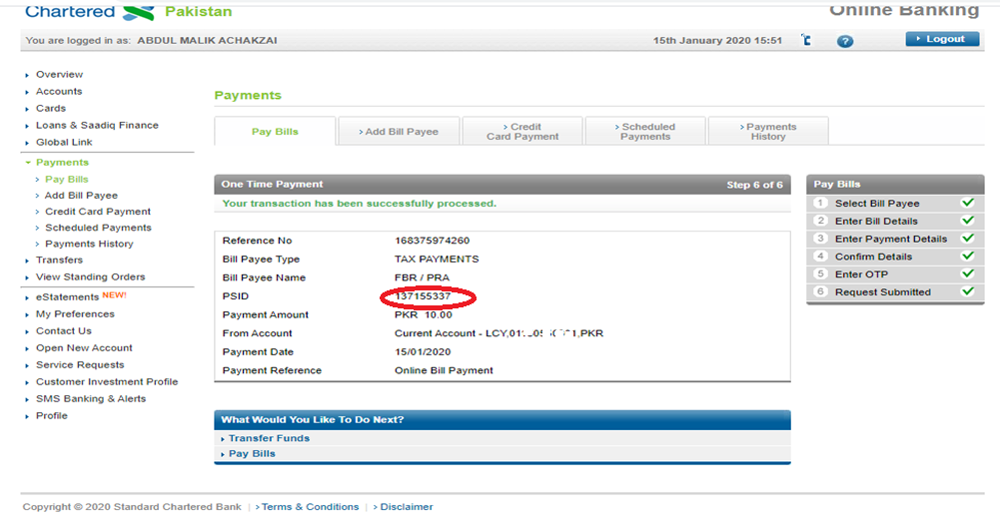 Chartered Pakistan
Online Banking
You are logged in as: ABDUL MALIK ACHAKZAI
15th January 2020 15:51
?
Logout
Overview
Accounts
Cards
Loans & Saadiq Finance
Global Link
Payments
Pay Bills
Add Bill Payee
Credit Card Payment
Scheduled Payments
Payments History
Transfers
View Standing Orders
eStatements NEW!
My Preferences
Contact Us
Open New Account
Service Requests
Customer Investment Profile
SMS Banking & Alerts
Profile
Payments
Pay Bills
Add Bill Payee
Credit
Card Payment
Scheduled
Payments
Payments
History
One Time Payment Step 6 of 6
Your transaction has been successfully processed.
Reference No 168375974260
Bill Payee Type TAX PAYMENTS
Bill Payee Name FBR / PRA
PSID 137155337
Payment Amount PKR 10.00
From Account Current Account - LCY, ,PKR
Payment Date 15/01/2020
Payment Reference Online Bill Payment
What Would You Like To Do Next?
Transfer Funds
Pay Bills
Pay Bills
1 Select Bill Payee
2 Enter Bill Details
3 Enter Payment Details
4 Confirm Details
5 Enter OTP
6 Request Submitted
Copyright © 2020 Standard Chartered Bank | > Terms & Conditions | > Disclaimer